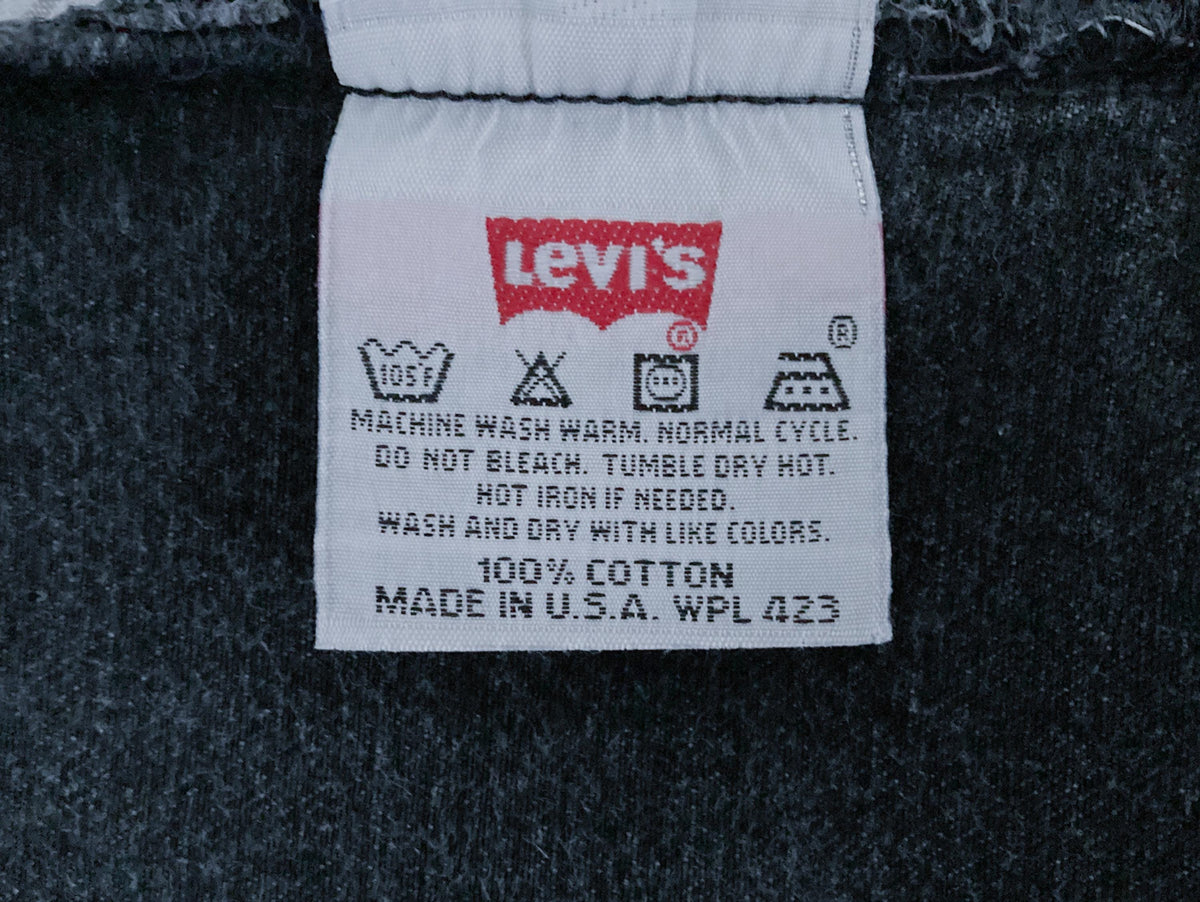 LEVI'S
®
®
105°F
MACHINE WASH WARM. NORMAL CYCLE.
DO NOT BLEACH. TUMBLE DRY HOT.
HOT IRON IF NEEDED.
WASH AND DRY WITH LIKE COLORS.
100% COTTON
MADE IN U.S.A. WPL 423